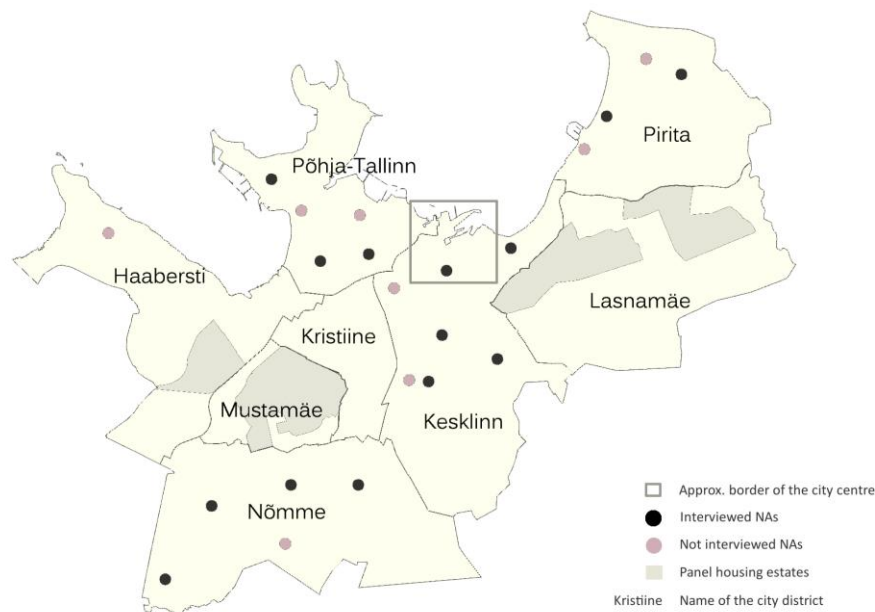 Pirita
Põhja-Tallinn
Haabersti
Lasnamäe
Kristiine
Mustamäe
Kesklinn
Nõmme
Approx. border of the city centre
Interviewed NAs
Not interviewed NAs
Panel housing estates
Kristiine Name of the city district